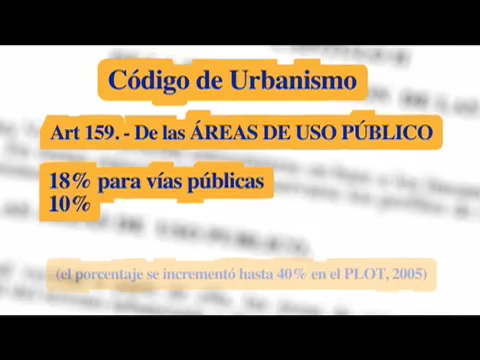 Código de Urbanismo
Art 159. - De las ÁREAS DE USO PÚBLICO
18% para vías públicas
10%
(el porcentaje se incrementó hasta 40% en el PLOT, 2005)